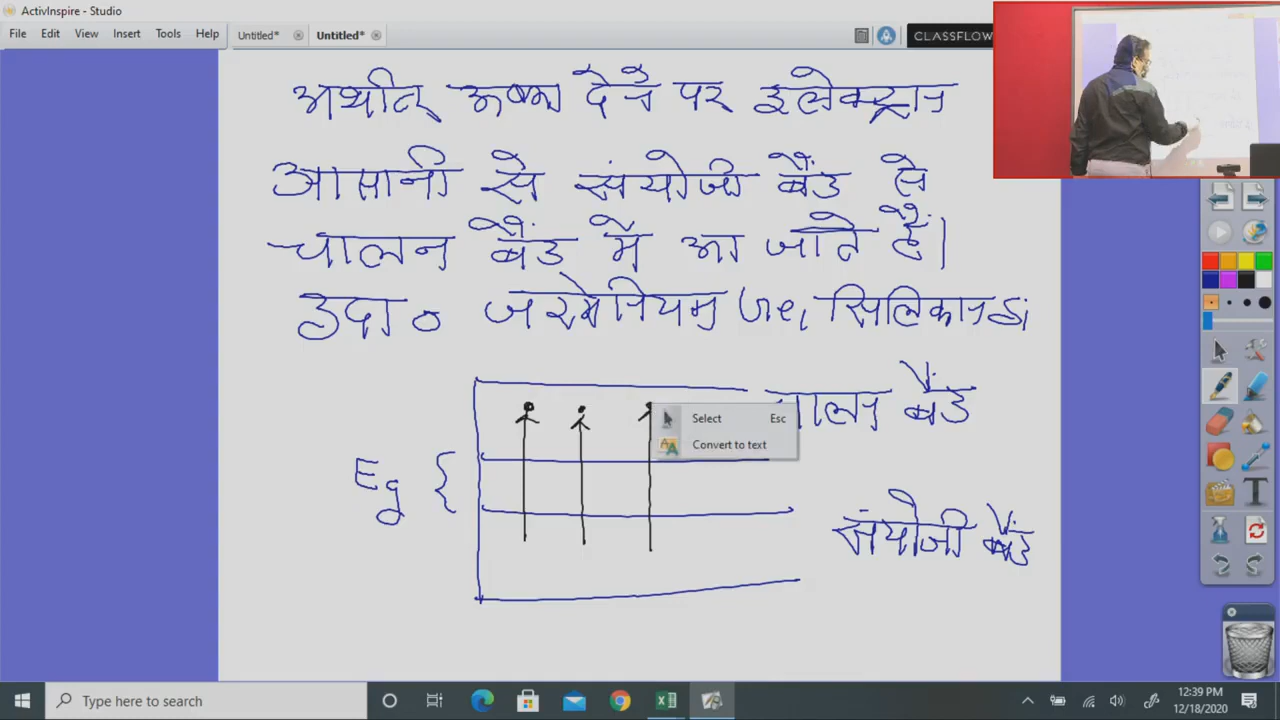 ActivInspire - Studio
File Edit View Insert Tools Help
Untitled* Untitled*
CLASSFLOW
अर्थात् ऊष्मा देने पर इलेक्ट्रान
आसानी से संयोजी बैंड से
चालन बैंड में आ जाते हैं।
उदा० जरमेनियम Ge, सिलिकान Si
चालन बैंड
Select Esc
Convert to text
Eg {
संयोजी बैंड
Type here to search
12:39 PM
12/18/2020